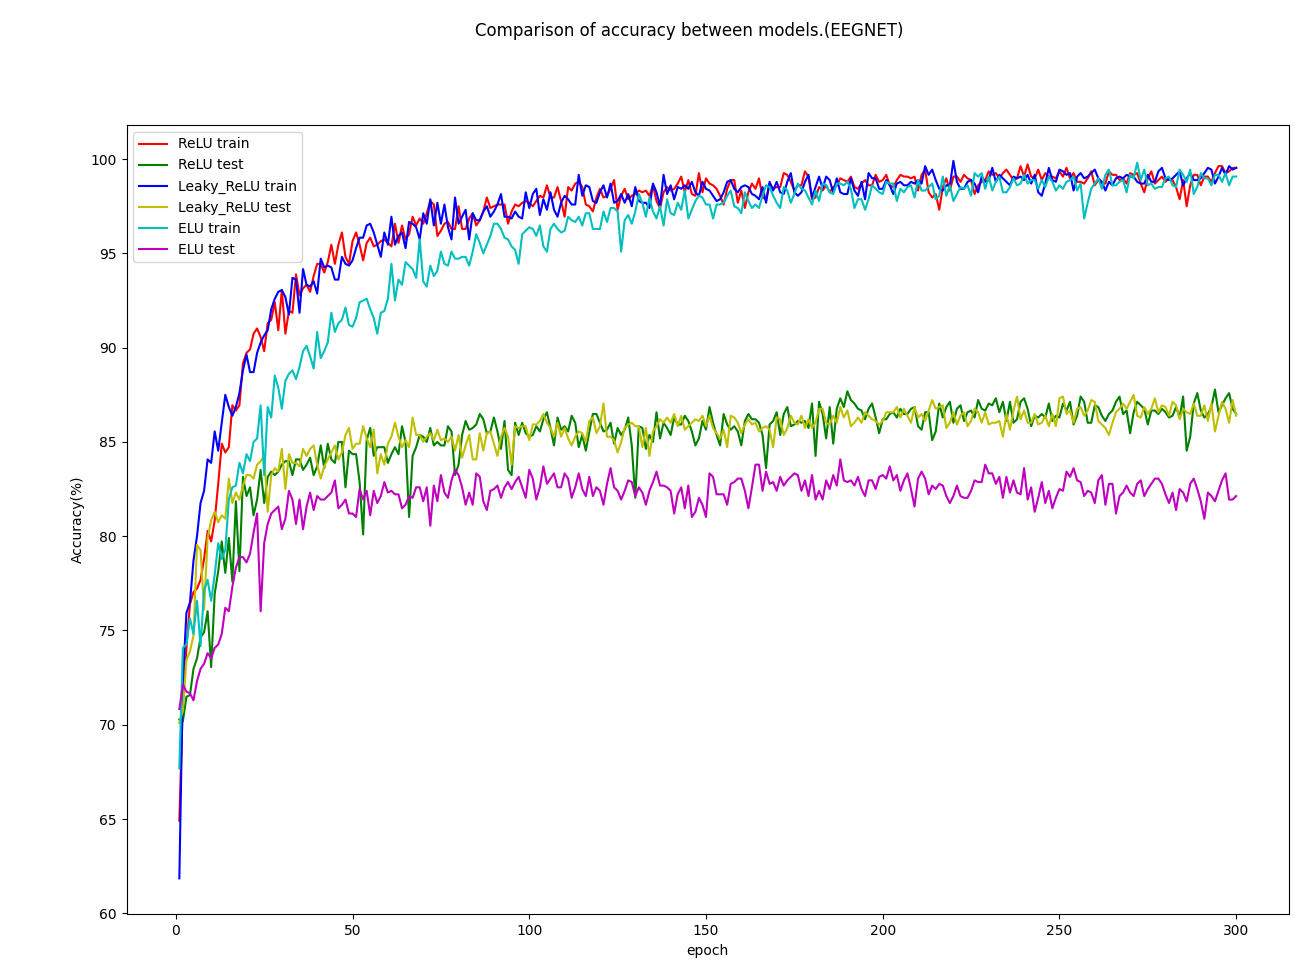 Comparison of accuracy between models.(EEGNET)
ReLU train
ReLU test
Leaky_ReLU train
Leaky_ReLU test
ELU train
ELU test
Accuracy(%)
100
95
90
85
80
75
70
65
60
0 50 100 150 200 250 300
epoch